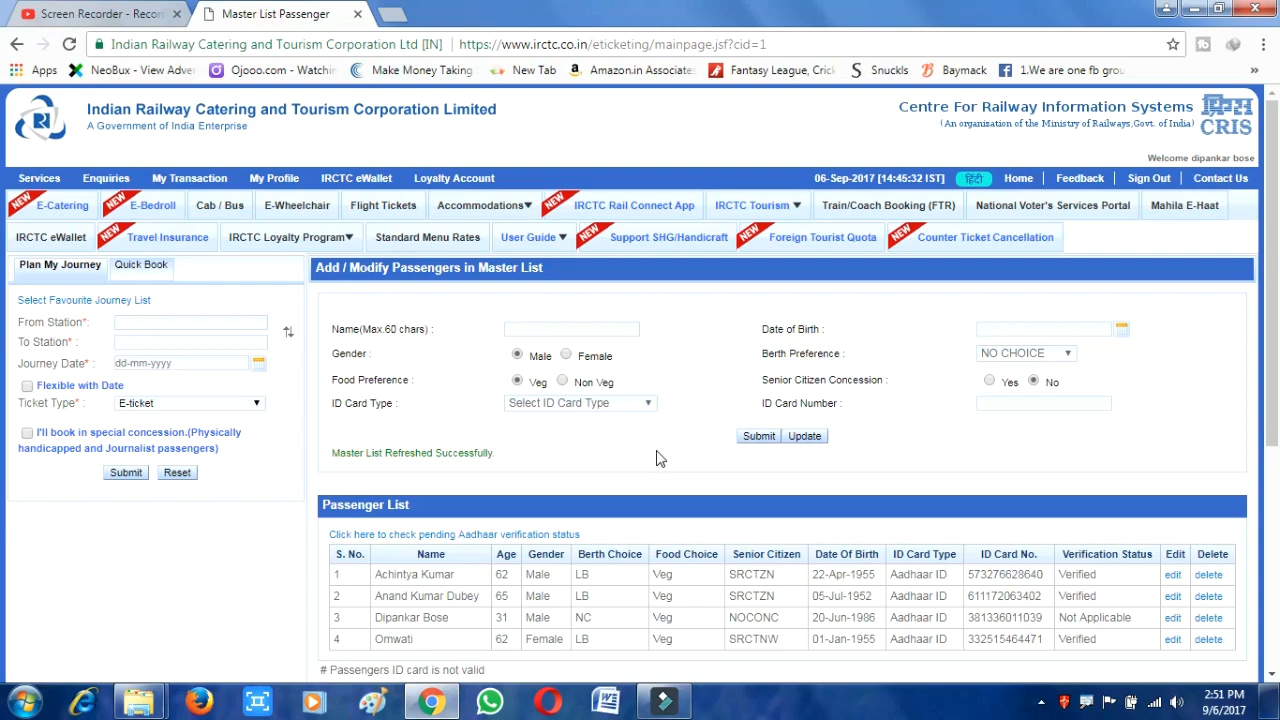 Screen Recorder - Recor
Master List Passenger
Indian Railway Catering and Tourism Corporation Ltd [IN] https://www.irctc.co.in/eticketing/mainpage.jsf?cid=1
Apps NeoBux - View Adver Ojooo.com - Watchin Make Money Taking New Tab Amazon.in Associate Fantasy League, Crick Snuckls Baymack 1.We are one fb grou »
Indian Railway Catering and Tourism Corporation Limited
A Government of India Enterprise
Centre For Railway Information Systems
(An organization of the Ministry of Railways,Govt. of India)
CRIS
Welcome dipankar bose
Services Enquiries My Transaction My Profile IRCTC eWallet Loyalty Account 06-Sep-2017 [14:45:32 IST] हिंदी Home Feedback Sign Out Contact Us
NEW E-Catering NEW E-Bedroll Cab / Bus E-Wheelchair Flight Tickets Accommodations NEW IRCTC Rail Connect App IRCTC Tourism Train/Coach Booking (FTR) National Voter's Services Portal Mahila E-Haat
IRCTC eWallet NEW Travel Insurance IRCTC Loyalty Program Standard Menu Rates User Guide NEW Support SHG/Handicraft NEW Foreign Tourist Quota NEW Counter Ticket Cancellation
Plan My Journey Quick Book
Select Favourite Journey List
From Station*:
To Station* :
Journey Date* : dd-mm-yyyy
Flexible with Date
Ticket Type* : E-ticket
I'll book in special concession.(Physically
handicapped and Journalist passengers)
Submit Reset
Add / Modify Passengers in Master List
Name(Max.60 chars) : Date of Birth :
Gender : Male Female Berth Preference : NO CHOICE
Food Preference : Veg Non Veg Senior Citizen Concession : Yes No
ID Card Type : Select ID Card Type ID Card Number :
Submit Update
Master List Refreshed Successfully.
Passenger List
Click here to check pending Aadhaar verification status
S. No. Name Age Gender Berth Choice Food Choice Senior Citizen Date Of Birth ID Card Type ID Card No. Verification Status Edit Delete
1 Achintya Kumar 62 Male LB Veg SRCTZN 22-Apr-1955 Aadhaar ID 573276628640 Verified edit delete
2 Anand Kumar Dubey 65 Male LB Veg SRCTZN 05-Jul-1952 Aadhaar ID 611172063402 Verified edit delete
3 Dipankar Bose 31 Male NC Veg NOCONC 20-Jun-1986 Aadhaar ID 381336011039 Not Applicable edit delete
4 Omwati 62 Female LB Veg SRCTNW 01-Jan-1955 Aadhaar ID 332515464471 Verified edit delete
# Passengers ID card is not valid
2:51 PM
9/6/2017